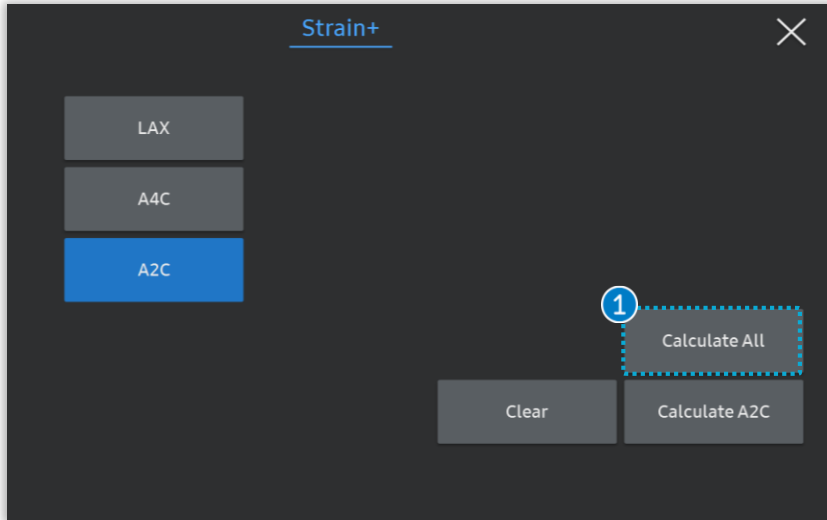 Strain+
LAX
A4C
A2C
1
Calculate All
Clear
Calculate A2C